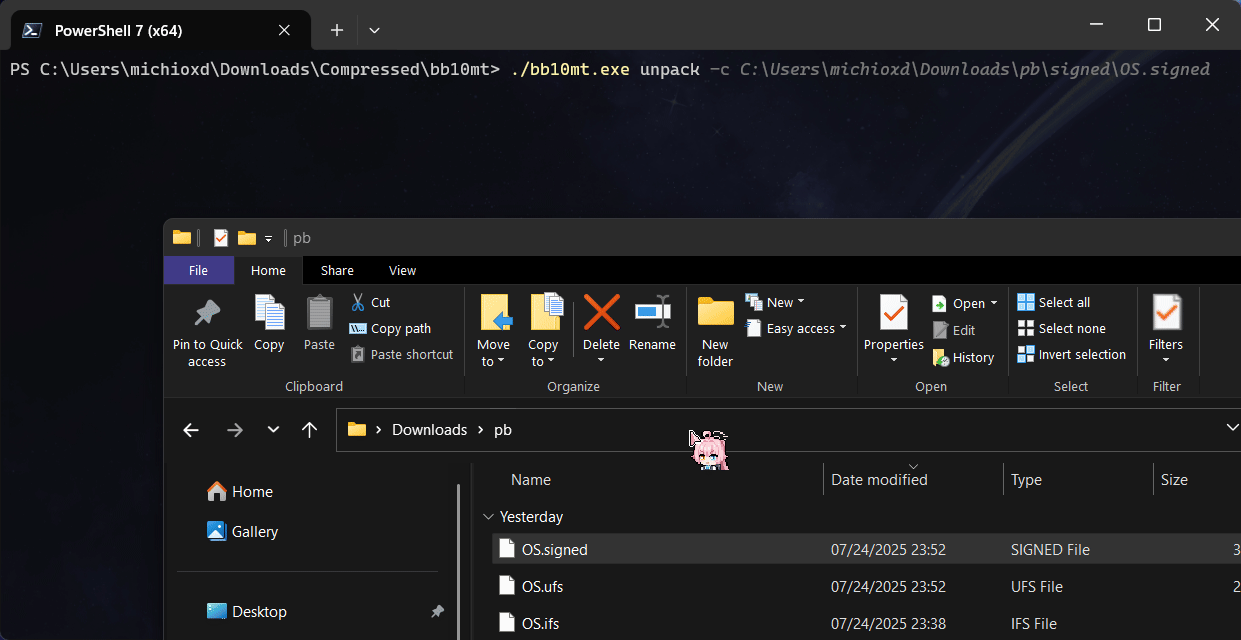 PowerShell 7 (x64)
PS C:\Users\michioxd\Downloads\Compressed\bb10mt> ./bb10mt.exe unpack -c C:\Users\michioxd\Downloads\pb\signed\OS.signed
pb
File Home Share View
Pin to Quick access
Copy
Paste
Cut
Copy path
Paste shortcut
Clipboard
Move to
Copy to
Delete
Rename
Organize
New folder
New
Easy access
New
Properties
Open
Edit
History
Open
Select all
Select none
Invert selection
Select
Filters
Filter
Downloads > pb
Home
Gallery
Desktop
Name Date modified Type Size
Yesterday
OS.signed 07/24/2025 23:52 SIGNED File 3
OS.ufs 07/24/2025 23:52 UFS File 2
OS.ifs 07/24/2025 23:38 IFS File